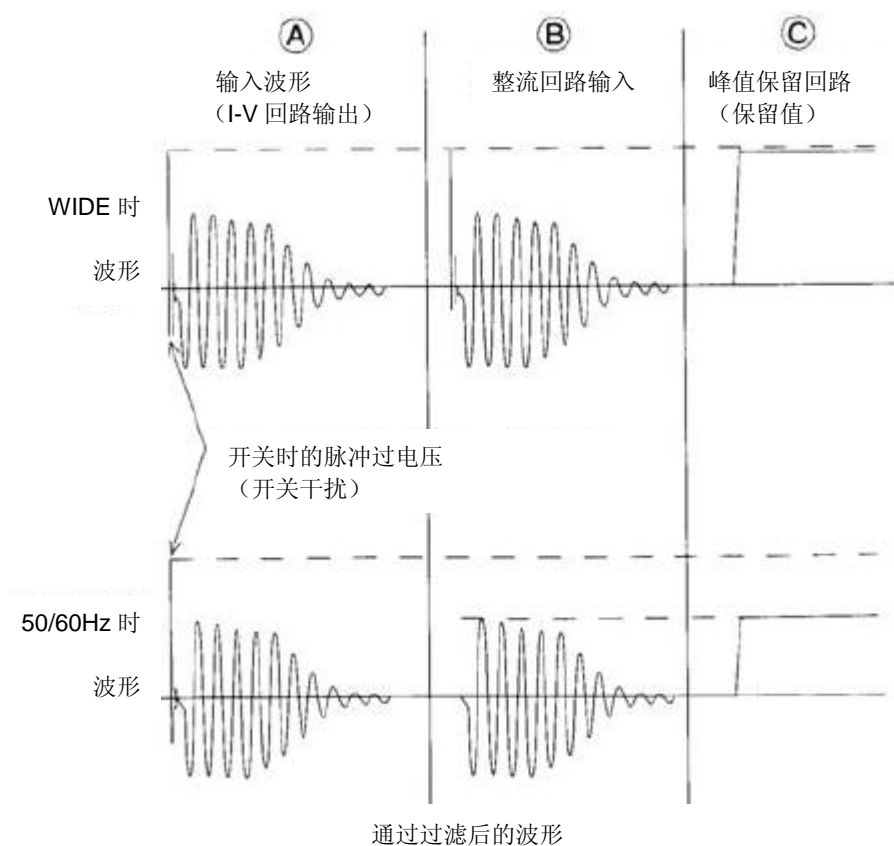 A
B
C
输入波形
（I-V 回路输出）
整流回路输入
峰值保留回路
（保留值）
WIDE 时
波形
开关时的脉冲过电压
（开关干扰）
50/60Hz 时
波形
通过过滤后的波形